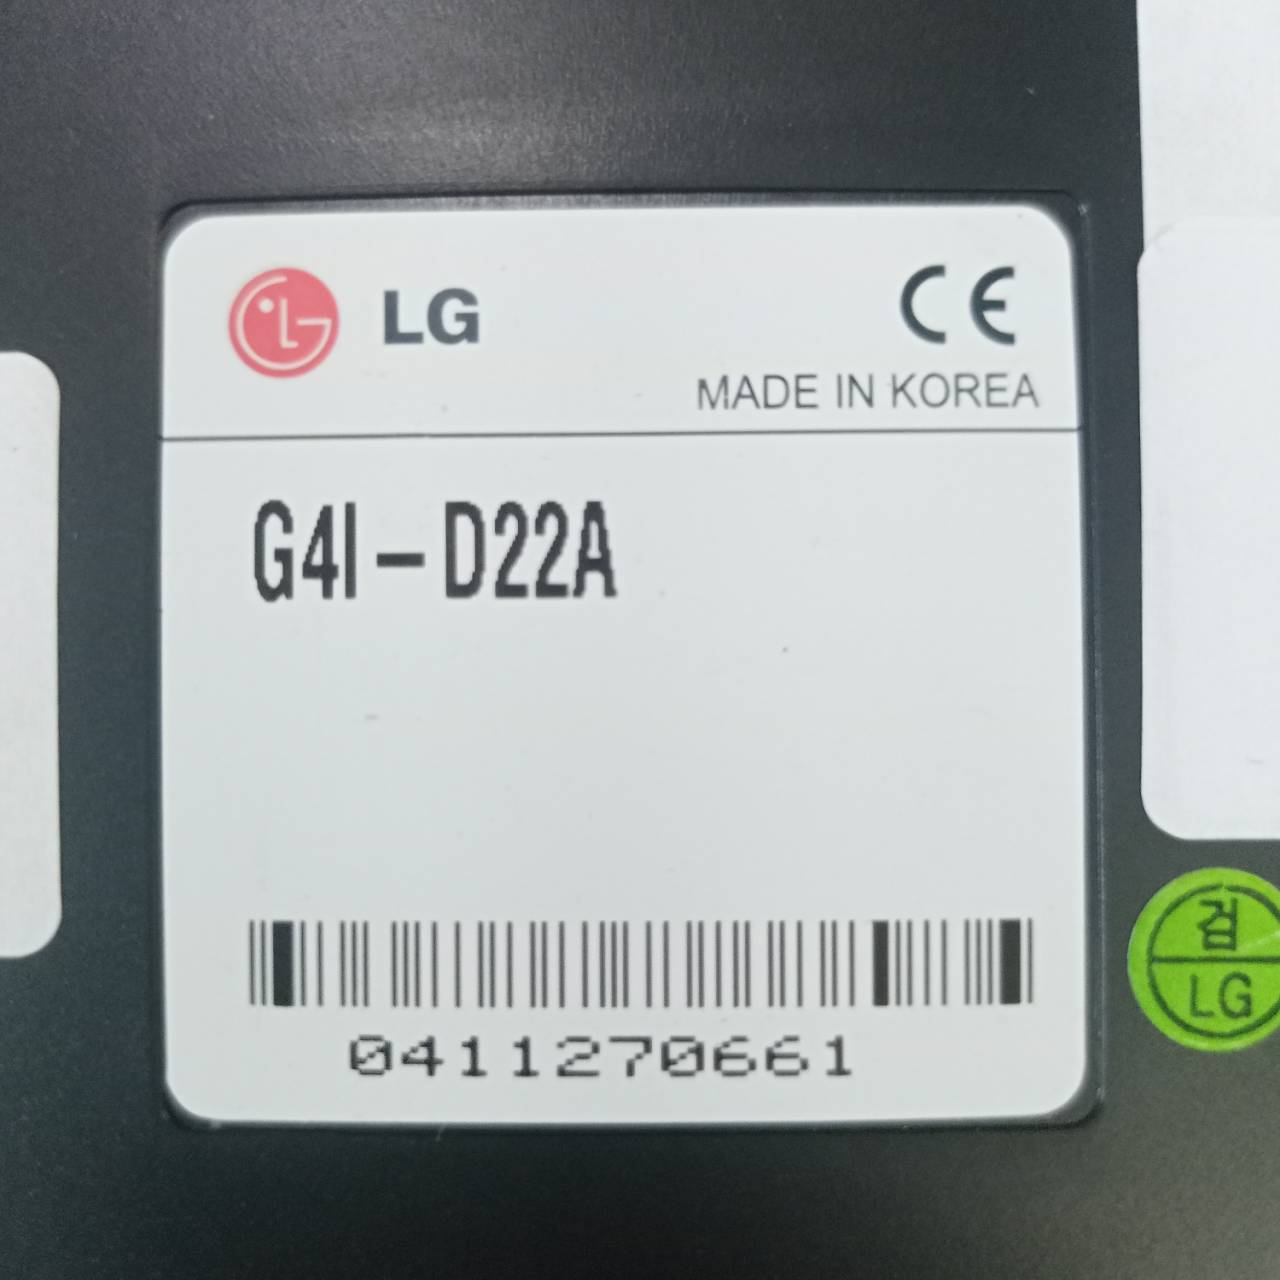 LG
CE
MADE IN KOREA
G4I-D22A
0411270661
검
LG